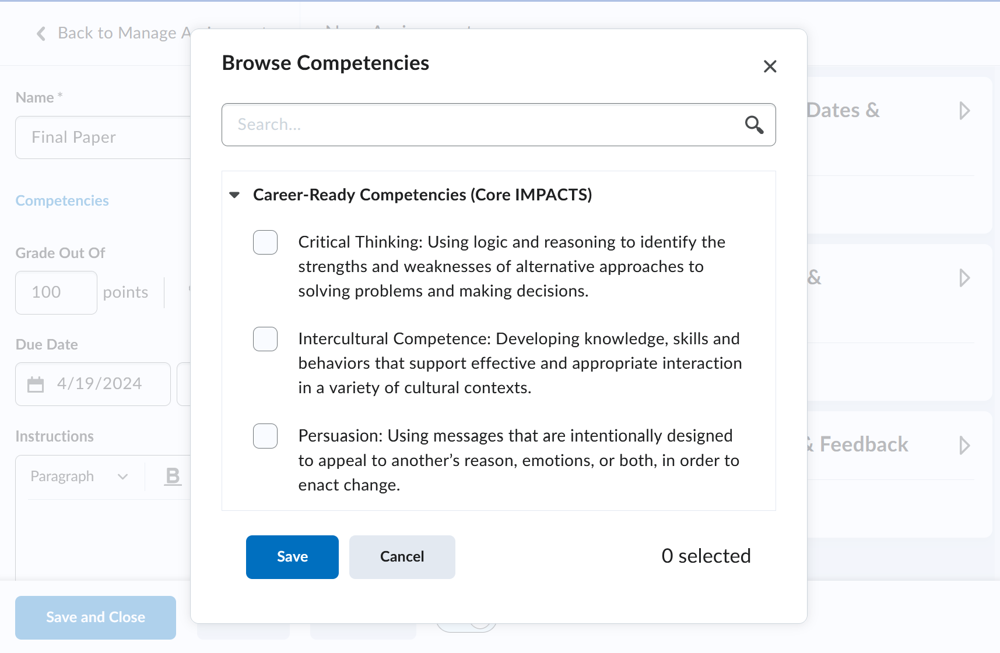 Back to Manage
Browse Competencies
Search...
Name *
Final Paper
Competencies
Grade Out Of
100 points
Due Date
4/19/2024
Instructions
Paragraph
B
Career-Ready Competencies (Core IMPACTS)
Critical Thinking: Using logic and reasoning to identify the
strengths and weaknesses of alternative approaches to
solving problems and making decisions.
Intercultural Competence: Developing knowledge, skills and
behaviors that support effective and appropriate interaction
in a variety of cultural contexts.
Persuasion: Using messages that are intentionally designed
to appeal to another’s reason, emotions, or both, in order to
enact change.
Save
Cancel
0 selected
Dates &
&
& Feedback
Save and Close